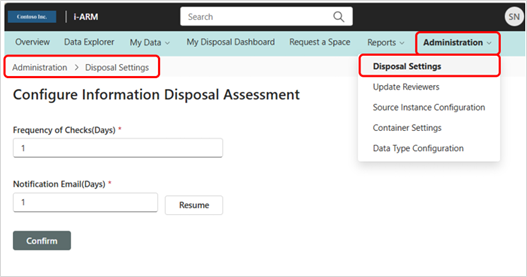 Contoso Inc.
i-ARM
Search
SN
Overview
Data Explorer
My Data
My Disposal Dashboard
Request a Space
Reports
Administration
Administration > Disposal Settings
Disposal Settings
Update Reviewers
Source Instance Configuration
Container Settings
Data Type Configuration
Configure Information Disposal Assessment
Frequency of Checks(Days) *
1
Notification Email(Days) *
1
Resume
Confirm